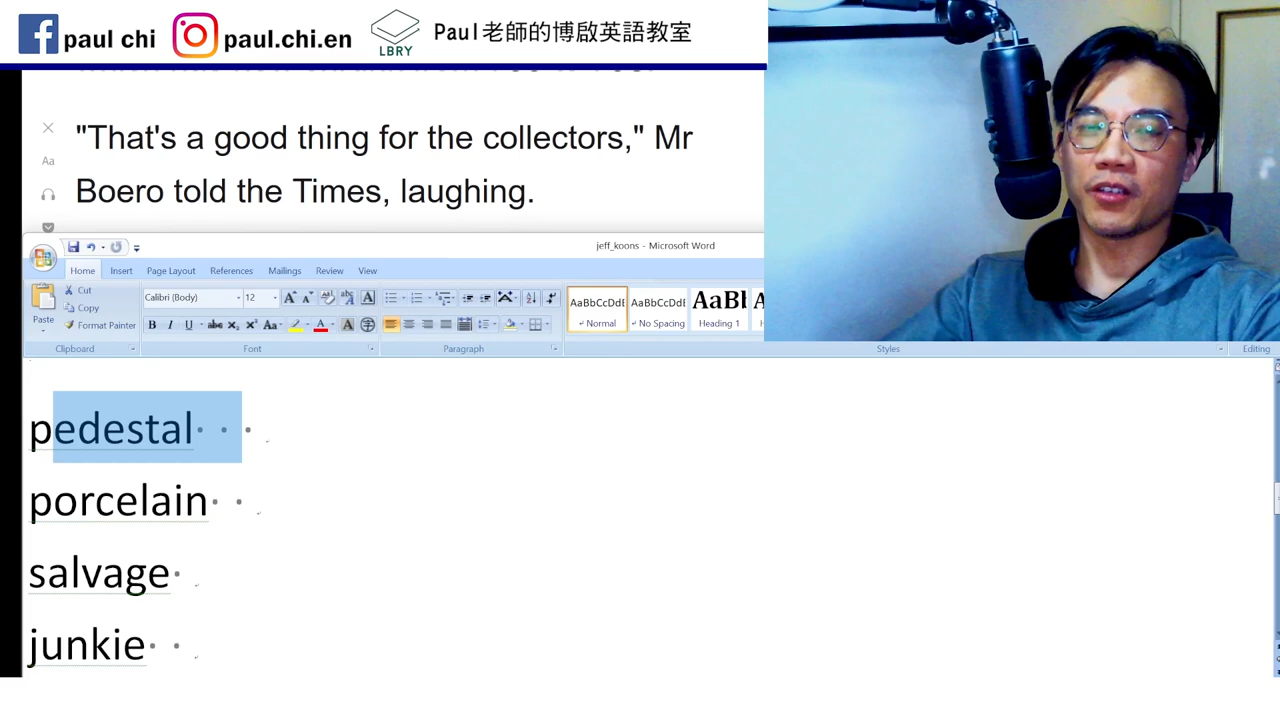 paul chi paul.chi.en LBRY Paul老師的博啟英語教室
"That's a good thing for the collectors," Mr
Aa
Boero told the Times, laughing.
jeff_koons - Microsoft Word
Home Insert Page Layout References Mailings Review View
Cut
Copy
Format Painter
Paste
Calibri (Body) 12
AaBbCcDdE AaBbCcDdE AaBl A
Normal No Spacing Heading 1
Clipboard Font Paragraph Styles Editing
pedestal
porcelain
salvage
junkie